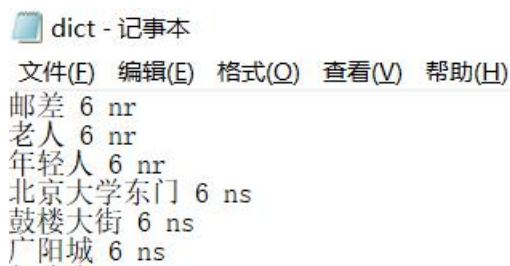 dict - 记事本
文件(F) 编辑(E) 格式(O) 查看(V) 帮助(H)
邮差 6 nr
老人 6 nr
年轻人 6 nr
北京大学东门 6 ns
鼓楼大街 6 ns
广阳城 6 ns